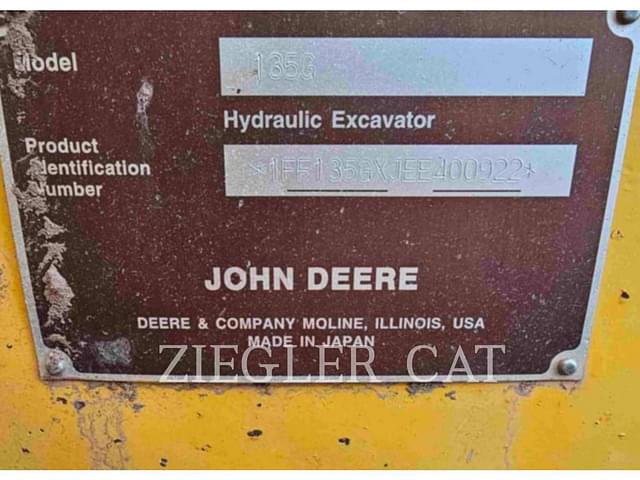 Model 135G
Hydraulic Excavator
Product
Identification
Number
*1FF135GXJEE400922*
JOHN DEERE
DEERE & COMPANY MOLINE, ILLINOIS, USA
MADE IN JAPAN
ZIEGLER CAT